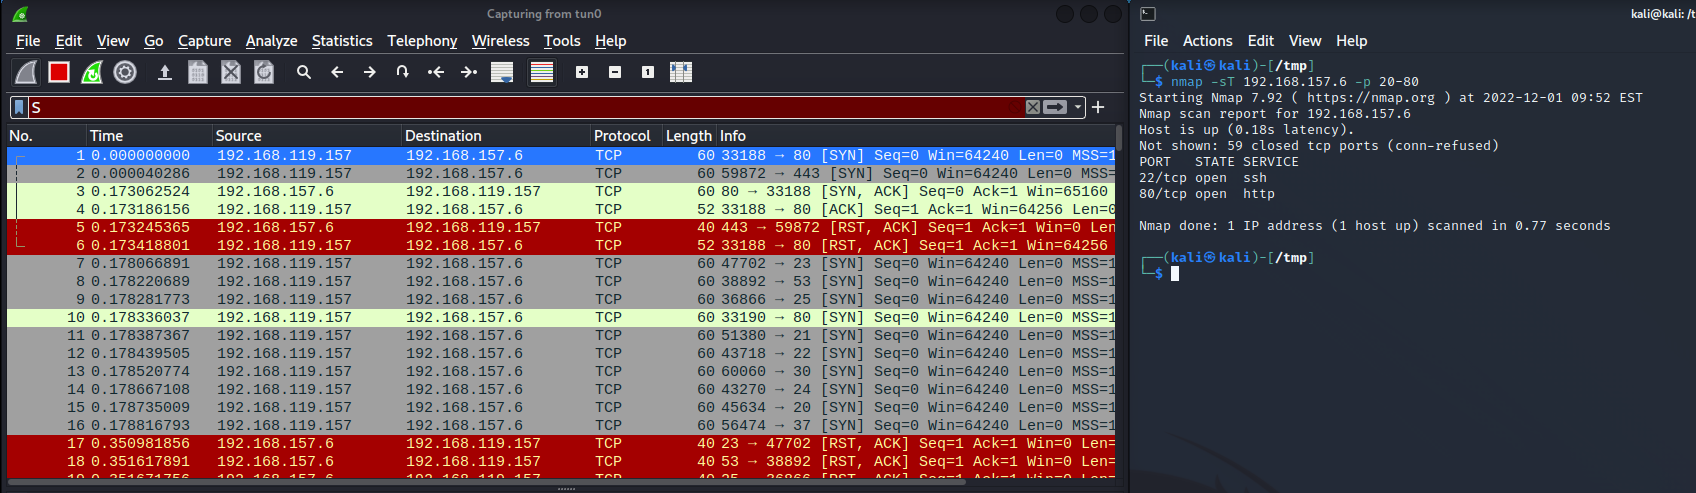 Capturing from tun0
File Edit View Go Capture Analyze Statistics Telephony Wireless Tools Help
S
No. Time Source Destination Protocol Length Info
1 0.000000000 192.168.119.157 192.168.157.6 TCP 60 33188 → 80 [SYN] Seq=0 Win=64240 Len=0 MSS=1
2 0.000040286 192.168.119.157 192.168.157.6 TCP 60 59872 → 443 [SYN] Seq=0 Win=64240 Len=0 MSS=
3 0.173062524 192.168.157.6 192.168.119.157 TCP 60 80 → 33188 [SYN, ACK] Seq=0 Ack=1 Win=65160
4 0.173186156 192.168.119.157 192.168.157.6 TCP 52 33188 → 80 [ACK] Seq=1 Ack=1 Win=64256 Len=0
5 0.173245365 192.168.157.6 192.168.119.157 TCP 40 443 → 59872 [RST, ACK] Seq=1 Ack=1 Win=0 Len
6 0.173418801 192.168.119.157 192.168.157.6 TCP 52 33188 → 80 [RST, ACK] Seq=1 Ack=1 Win=64256
7 0.178066891 192.168.119.157 192.168.157.6 TCP 60 47702 → 23 [SYN] Seq=0 Win=64240 Len=0 MSS=1
8 0.178220689 192.168.119.157 192.168.157.6 TCP 60 38892 → 53 [SYN] Seq=0 Win=64240 Len=0 MSS=1
9 0.178281773 192.168.119.157 192.168.157.6 TCP 60 36866 → 25 [SYN] Seq=0 Win=64240 Len=0 MSS=1
10 0.178336037 192.168.119.157 192.168.157.6 TCP 60 33190 → 80 [SYN] Seq=0 Win=64240 Len=0 MSS=1
11 0.178387367 192.168.119.157 192.168.157.6 TCP 60 51380 → 21 [SYN] Seq=0 Win=64240 Len=0 MSS=1
12 0.178439505 192.168.119.157 192.168.157.6 TCP 60 43718 → 22 [SYN] Seq=0 Win=64240 Len=0 MSS=1
13 0.178520774 192.168.119.157 192.168.157.6 TCP 60 60060 → 30 [SYN] Seq=0 Win=64240 Len=0 MSS=1
14 0.178667108 192.168.119.157 192.168.157.6 TCP 60 43270 → 24 [SYN] Seq=0 Win=64240 Len=0 MSS=1
15 0.178735009 192.168.119.157 192.168.157.6 TCP 60 45634 → 20 [SYN] Seq=0 Win=64240 Len=0 MSS=1
16 0.178816793 192.168.119.157 192.168.157.6 TCP 60 56474 → 37 [SYN] Seq=0 Win=64240 Len=0 MSS=1
17 0.350981856 192.168.157.6 192.168.119.157 TCP 40 23 → 47702 [RST, ACK] Seq=1 Ack=1 Win=0 Len=
18 0.351617891 192.168.157.6 192.168.119.157 TCP 40 53 → 38892 [RST, ACK] Seq=1 Ack=1 Win=0 Len=
kali@kali: /t
File Actions Edit View Help
┌──(kali㉿kali)-[/tmp]
└─$ nmap -sT 192.168.157.6 -p 20-80
Starting Nmap 7.92 ( https://nmap.org ) at 2022-12-01 09:52 EST
Nmap scan report for 192.168.157.6
Host is up (0.18s latency).
Not shown: 59 closed tcp ports (conn-refused)
PORT STATE SERVICE
22/tcp open ssh
80/tcp open http
Nmap done: 1 IP address (1 host up) scanned in 0.77 seconds
┌──(kali㉿kali)-[/tmp]
└─$